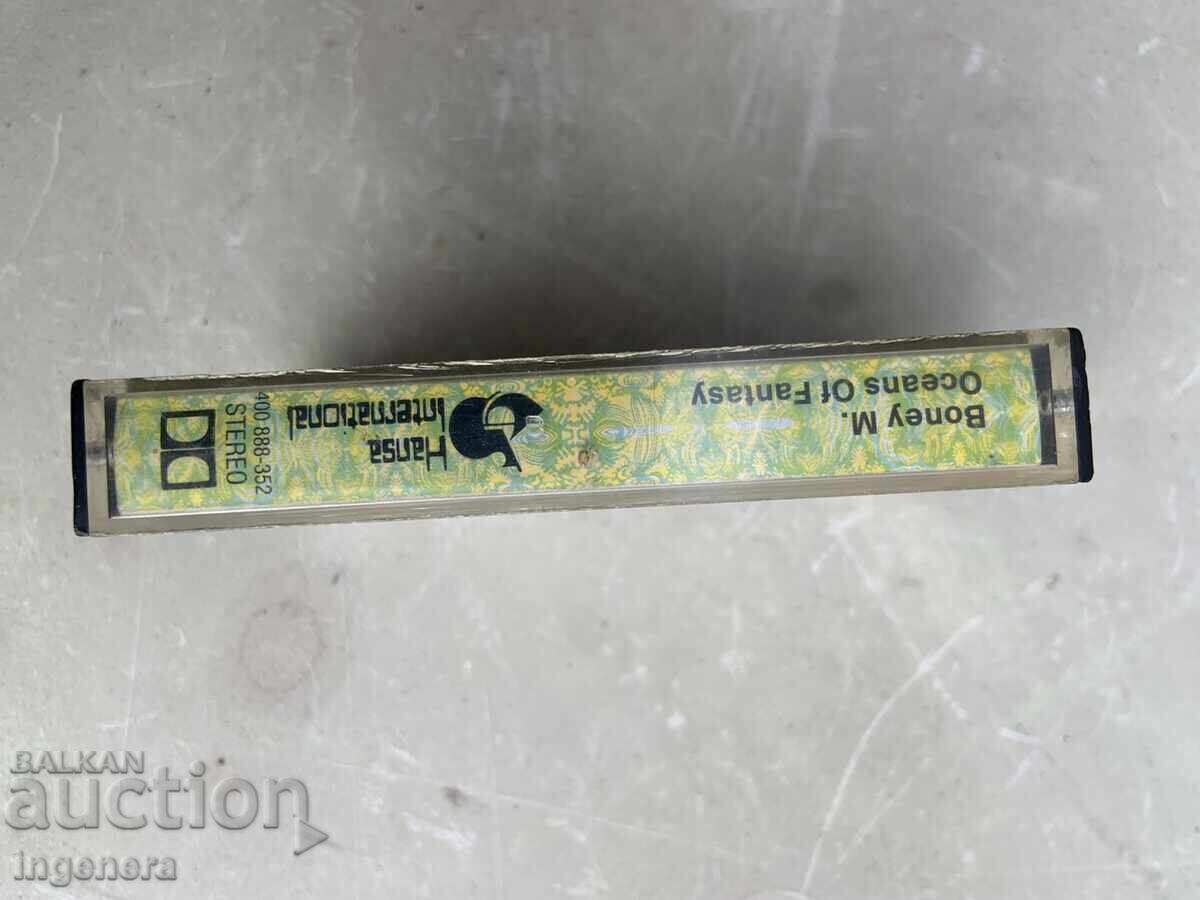 Boney M.
Oceans Of Fantasy
Hansa
International
400-888-352
STEREO
BALKAN
auction
ingenera